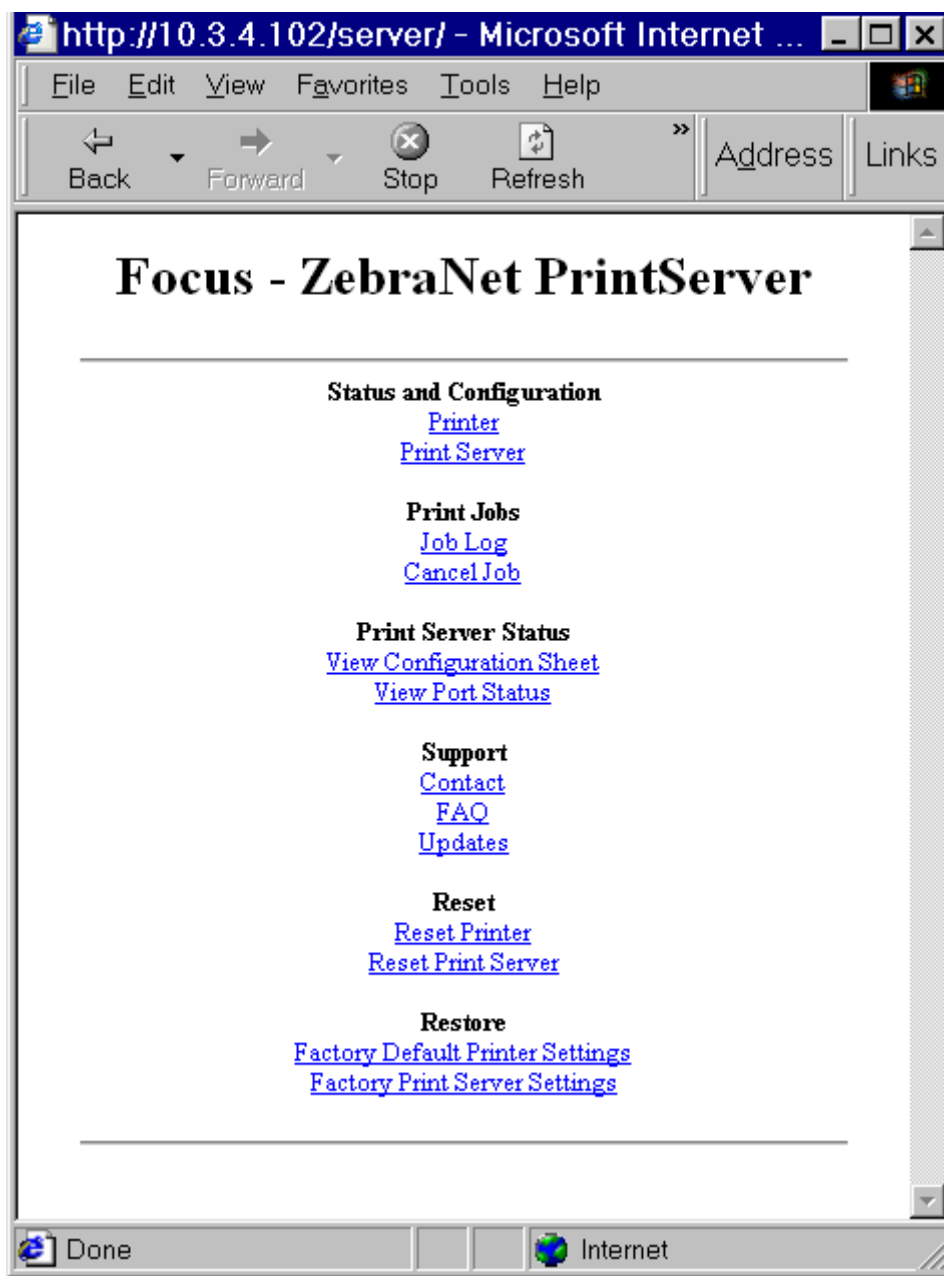 http://10.3.4.102/server/ - Microsoft Internet ...
File Edit View Favorites Tools Help
Back Forward Stop Refresh » Address Links
Focus - ZebraNet PrintServer
Status and Configuration
Printer
Print Server
Print Jobs
Job Log
Cancel Job
Print Server Status
View Configuration Sheet
View Port Status
Support
Contact
FAQ
Updates
Reset
Reset Printer
Reset Print Server
Restore
Factory Default Printer Settings
Factory Print Server Settings
Done Internet